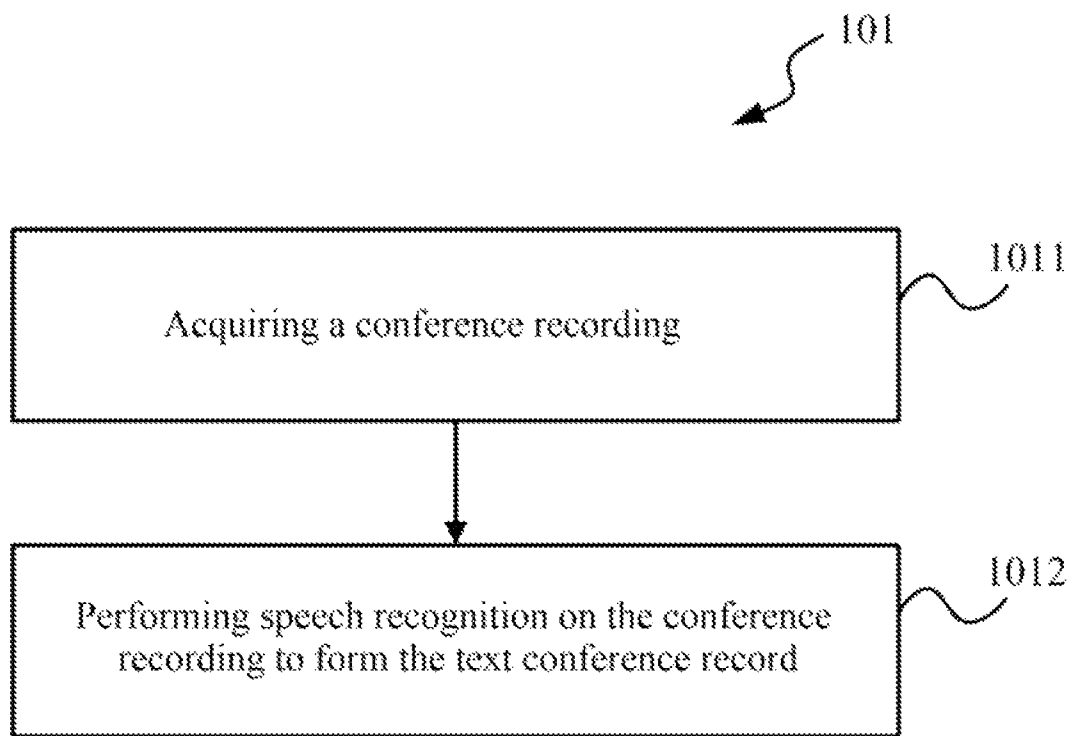 101
1011
Acquiring a conference recording
1012
Performing speech recognition on the conference
recording to form the text conference record